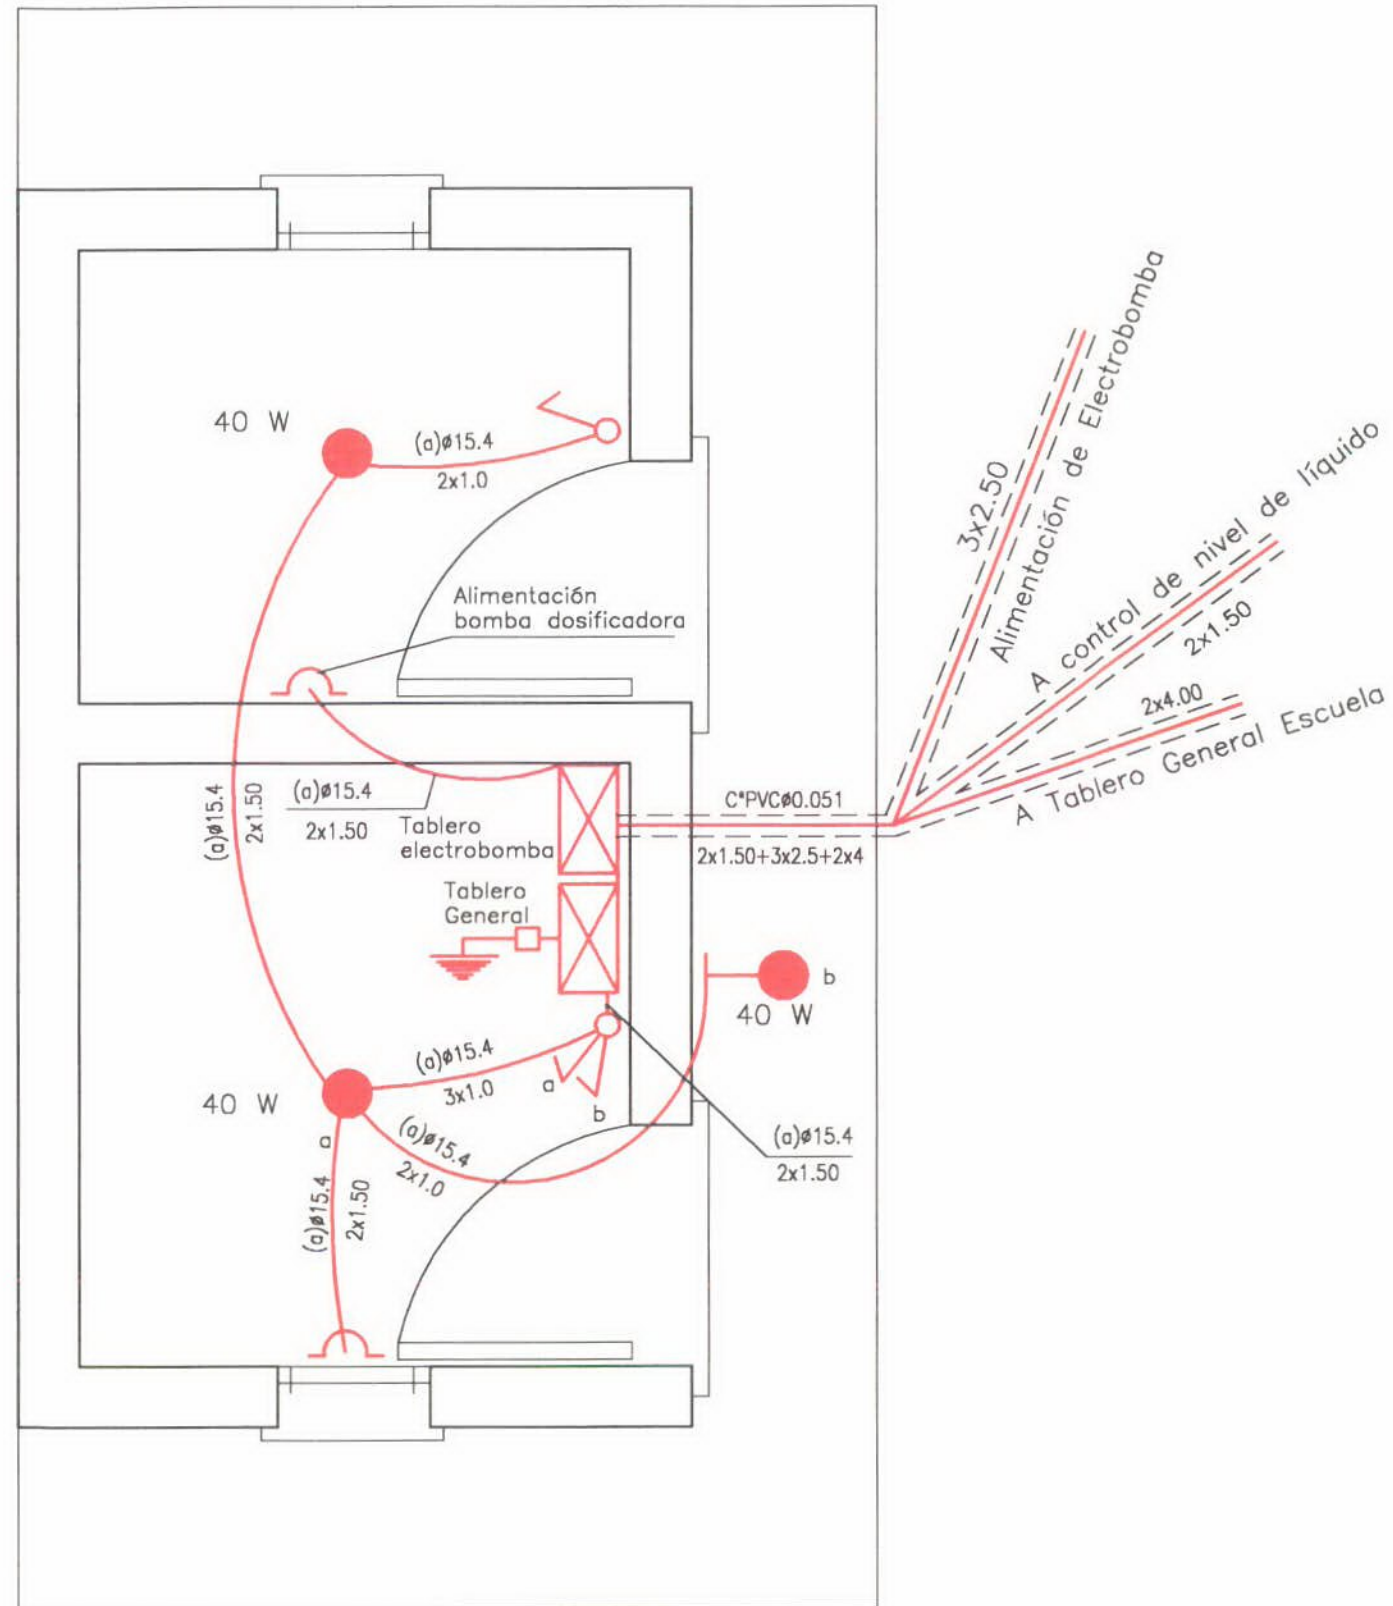 40 W
(a)ø15.4
2x1.0
Alimentación
bomba dosificadora
3x2.50
Alimentación de Electrobomba
A control de nivel de líquido
2x1.50
2x4.00
A Tablero General Escuela
(a)ø15.4
2x1.50
(a)ø15.4
2x1.50
Tablero
electrobomba
C*PVCø0.051
2x1.50+3x2.5+2x4
Tablero
General
b
40 W
(a)ø15.4
3x1.0
a
b
40 W
a
(a)ø15.4
2x1.0
(a)ø15.4
2x1.50
(a)ø15.4
2x1.50